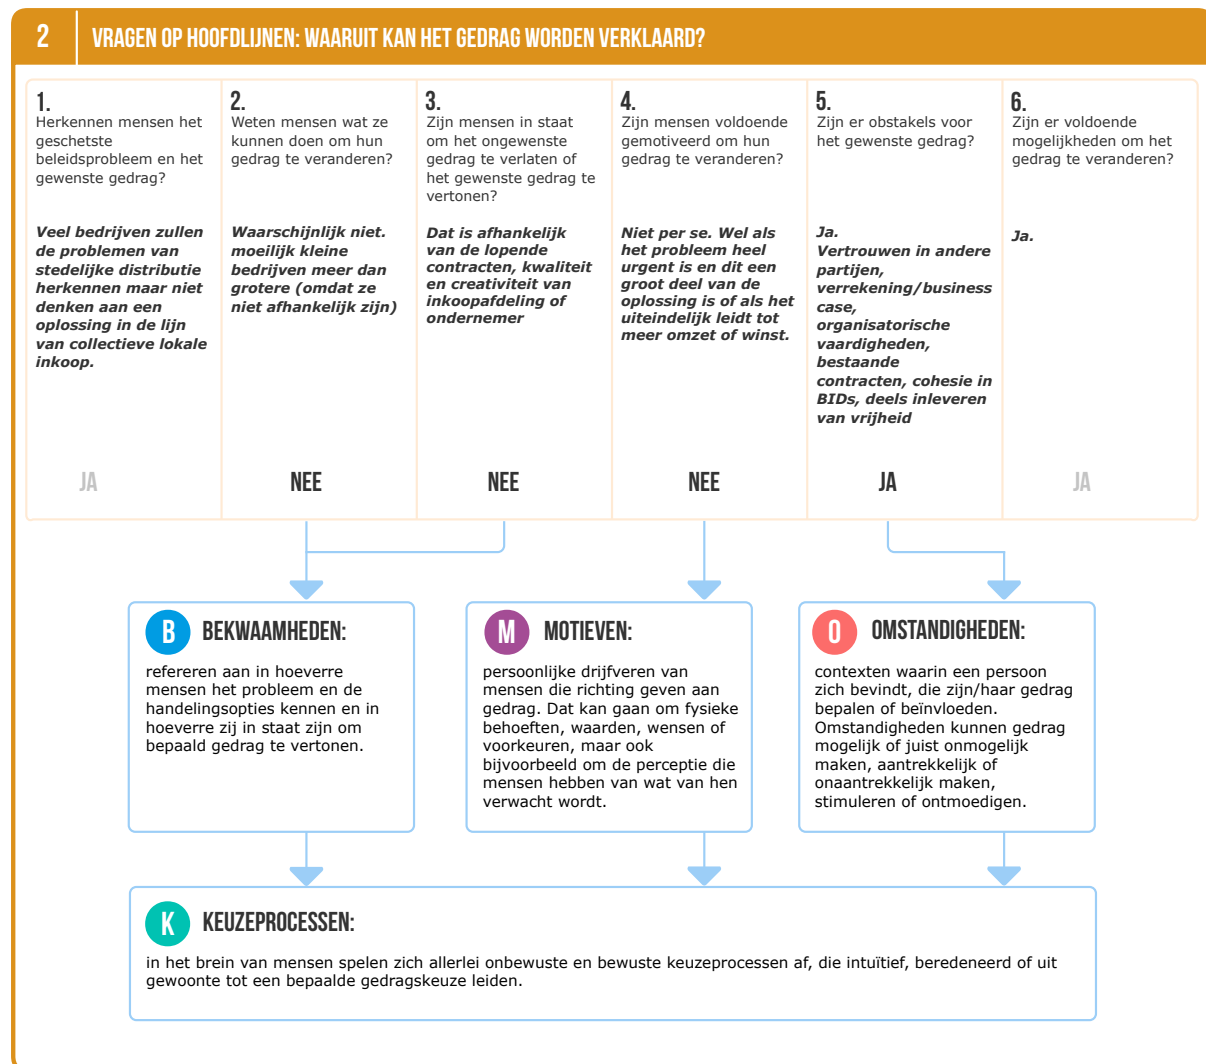 2
VRAGEN OP HOOFDLIJNEN: WAARUIT KAN HET GEDRAG WORDEN VERKLAARD?
1.
Herkennen mensen het
geschetste
beleidsprobleem en het
gewenste gedrag?
Veel bedrijven zullen
de problemen van
stedelijke distributie
herkennen maar niet
denken aan een
oplossing in de lijn
van collectieve lokale
inkoop.
JA
2.
Weten mensen wat ze
kunnen doen om hun
gedrag te veranderen?
Waarschijnlijk niet.
moeilijk kleine
bedrijven meer dan
grotere (omdat ze
niet afhankelijk zijn)
NEE
3.
Zijn mensen in staat
om het ongewenste
gedrag te verlaten of
het gewenste gedrag te
vertonen?
Dat is afhankelijk
van de lopende
contracten, kwaliteit
en creativiteit van
inkoopafdeling of
ondernemer
NEE
4.
Zijn mensen voldoende
gemotiveerd om hun
gedrag te veranderen?
Niet per se. Wel als
het probleem heel
urgent is en dit een
groot deel van de
oplossing is of als het
uiteindelijk leidt tot
meer omzet of winst.
NEE
5.
Zijn er obstakels voor
het gewenste gedrag?
Ja.
Vertrouwen in andere
partijen,
verrekening/business
case,
organisatorische
vaardigheden,
bestaande
contracten, cohesie in
BIDs, deels inleveren
van vrijheid
JA
6.
Zijn er voldoende
mogelijkheden om het
gedrag te veranderen?
Ja.
JA
B
BEKWAAMHEDEN:
refereren aan in hoeverre
mensen het probleem en de
handelingsopties kennen en in
hoeverre zij in staat zijn om
bepaald gedrag te vertonen.
M
MOTIEVEN:
persoonlijke drijfveren van
mensen die richting geven aan
gedrag. Dat kan gaan om fysieke
behoeften, waarden, wensen of
voorkeuren, maar ook
bijvoorbeeld om de perceptie die
mensen hebben van wat van hen
verwacht wordt.
O
OMSTANDIGHEDEN:
contexten waarin een persoon
zich bevindt, die zijn/haar gedrag
bepalen of beïnvloeden.
Omstandigheden kunnen gedrag
mogelijk of juist onmogelijk
maken, aantrekkelijk of
onaantrekkelijk maken,
stimuleren of ontmoedigen.
K
KEUZEPROCESSEN:
in het brein van mensen spelen zich allerlei onbewuste en bewuste keuzeprocessen af, die intuïtief, beredeneerd of uit
gewoonte tot een bepaalde gedragskeuze leiden.